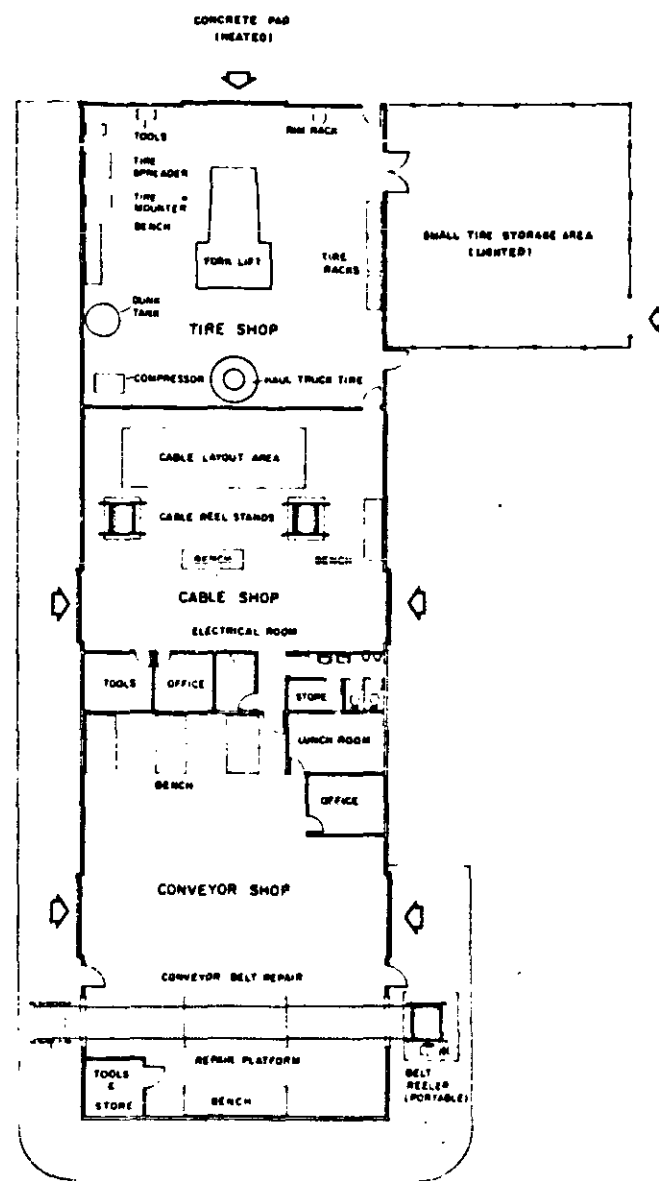 CONCRETE PAD
(HEATED)
TOOLS
RIM RACK
TIRE
SPREADER
TIRE
MOUNTER
BENCH
FORK LIFT
TIRE
RACKS
SMALL TIRE STORAGE AREA
(LIGHTED)
DUNK
TANK
TIRE SHOP
COMPRESSOR
HAUL TRUCK TIRE
CABLE LAYOUT AREA
CABLE REEL STANDS
BENCH
BENCH
CABLE SHOP
ELECTRICAL ROOM
TOOLS
OFFICE
STORE
LUNCH ROOM
BENCH
OFFICE
CONVEYOR SHOP
CONVEYOR BELT REPAIR
REPAIR PLATFORM
TOOLS
&
STORE
BENCH
BELT
REELER
(PORTABLE)